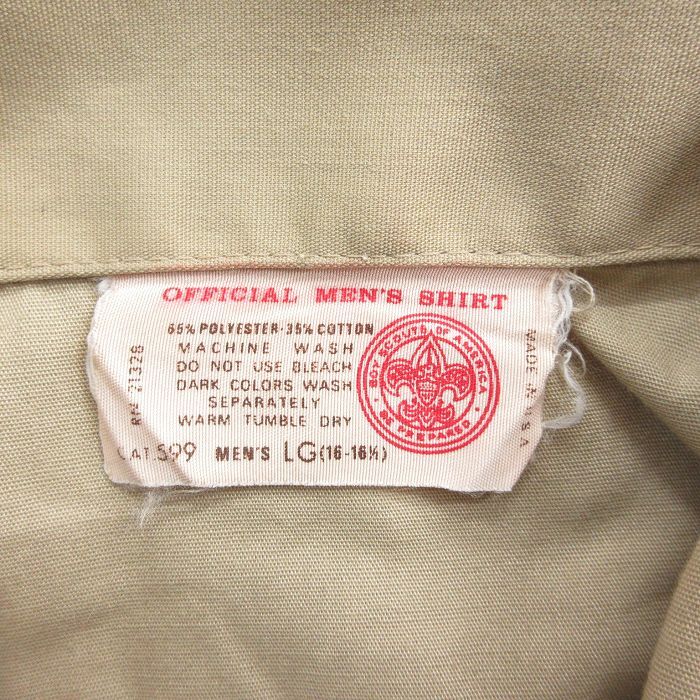 OFFICIAL MEN'S SHIRT
65% POLYESTER-35% COTTON
MACHINE WASH
DO NOT USE BLEACH
DARK COLORS WASH
SEPARATELY
WARM TUMBLE DRY
CAT 599 MEN'S LG (16-16½)
RN 21328
BOY SCOUTS OF AMERICA
BE PREPARED
MADE IN U.S.A